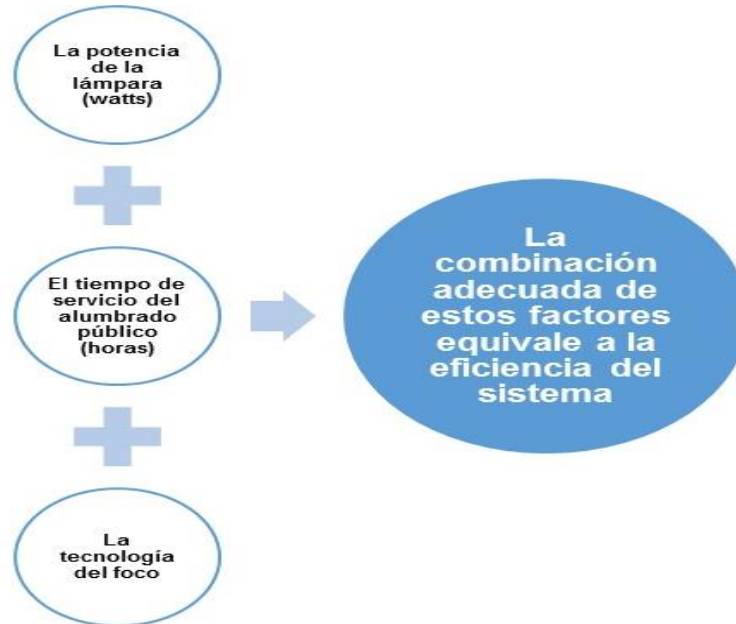 La potencia
de la
lámpara
(watts)
El tiempo de
servicio del
alumbrado
público
(horas)
La
tecnología
del foco
La
combinación
adecuada de
estos factores
equivale a la
eficiencia del
sistema